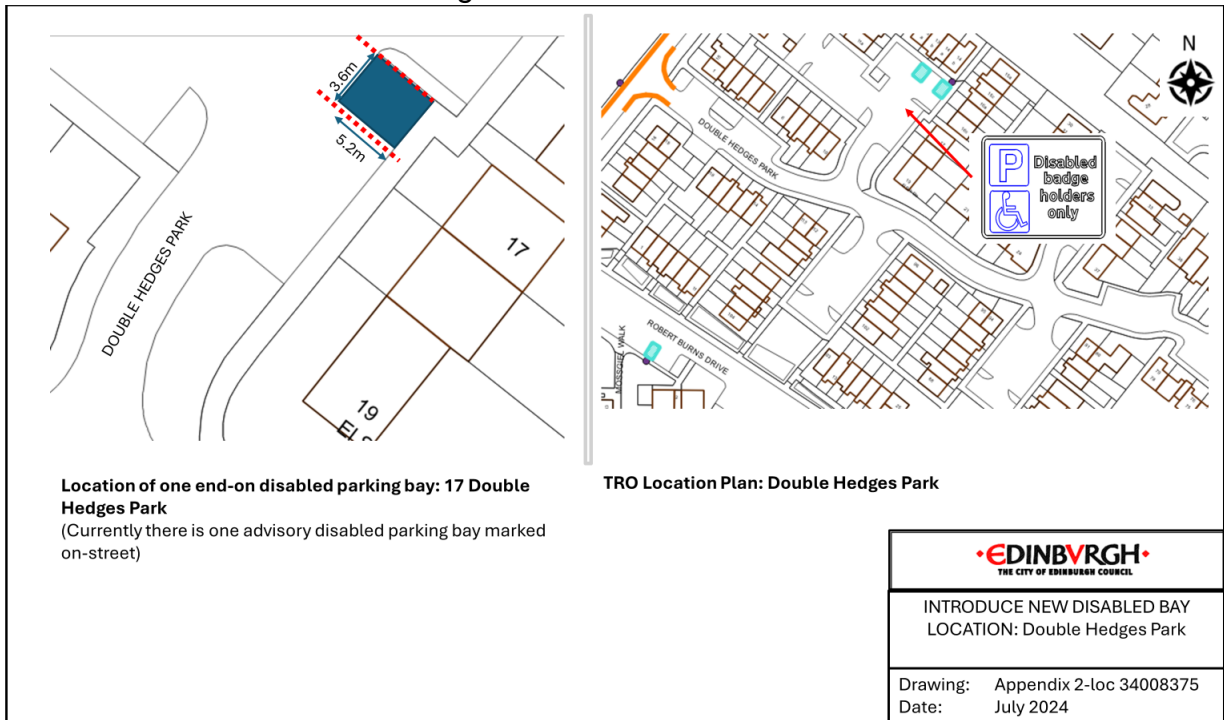 3.6m
5.2m
DOUBLE HEDGES PARK
17
19
DOUBLE HEDGES PARK
ROBERT BURNS DRIVE
MOSSGIEL WALK
N
P
Disabled
badge
holders
only
Location of one end-on disabled parking bay: 17 Double
Hedges Park
(Currently there is one advisory disabled parking bay marked
on-street)
TRO Location Plan: Double Hedges Park
•EDINBVRGH•
THE CITY OF EDINBURGH COUNCIL
INTRODUCE NEW DISABLED BAY
LOCATION: Double Hedges Park
Drawing: Appendix 2-loc 34008375
Date: July 2024